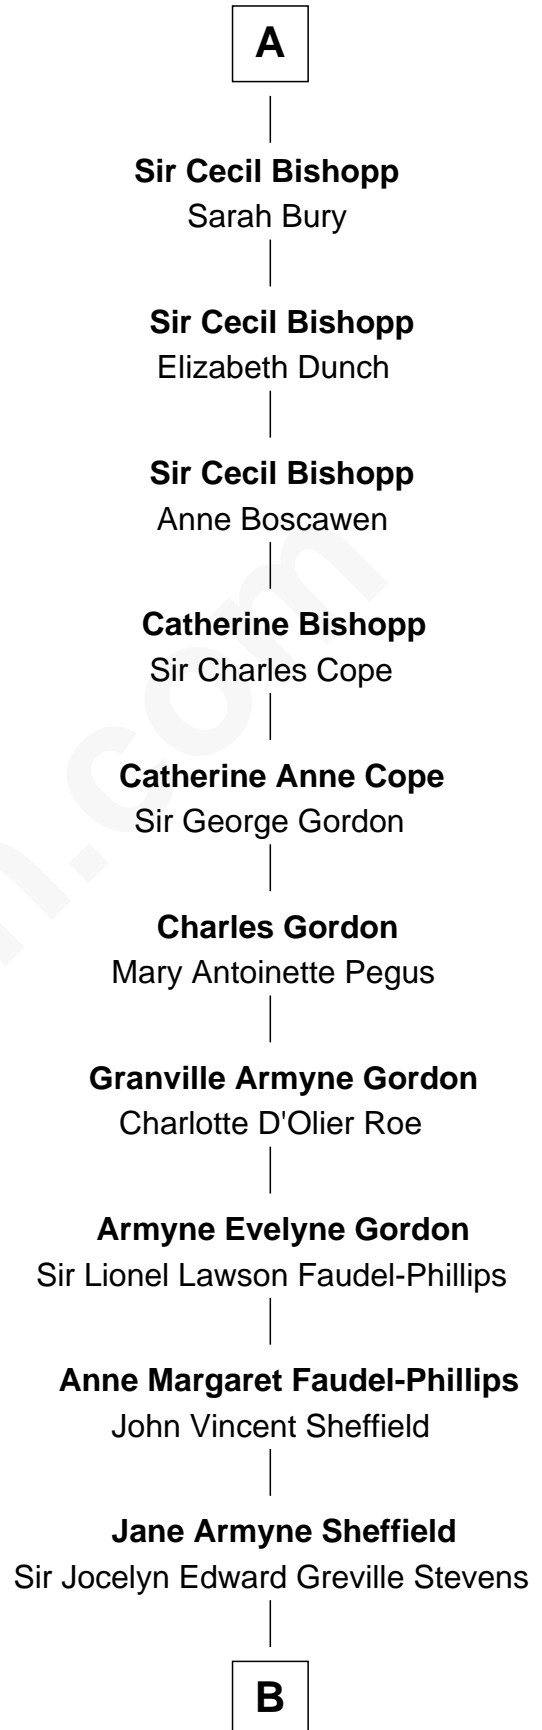 A
Sir Cecil Bishopp
Sarah Bury
Sir Cecil Bishopp
Elizabeth Dunch
Sir Cecil Bishopp
Anne Boscawen
Catherine Bishopp
Sir Charles Cope
Catherine Anne Cope
Sir George Gordon
Charles Gordon
Mary Antoinette Pegus
Granville Armyne Gordon
Charlotte D'Olier Roe
Armyne Evelyne Gordon
Sir Lionel Lawson Faudel-Phillips
Anne Margaret Faudel-Phillips
John Vincent Sheffield
Jane Armyne Sheffield
Sir Jocelyn Edward Greville Stevens
B